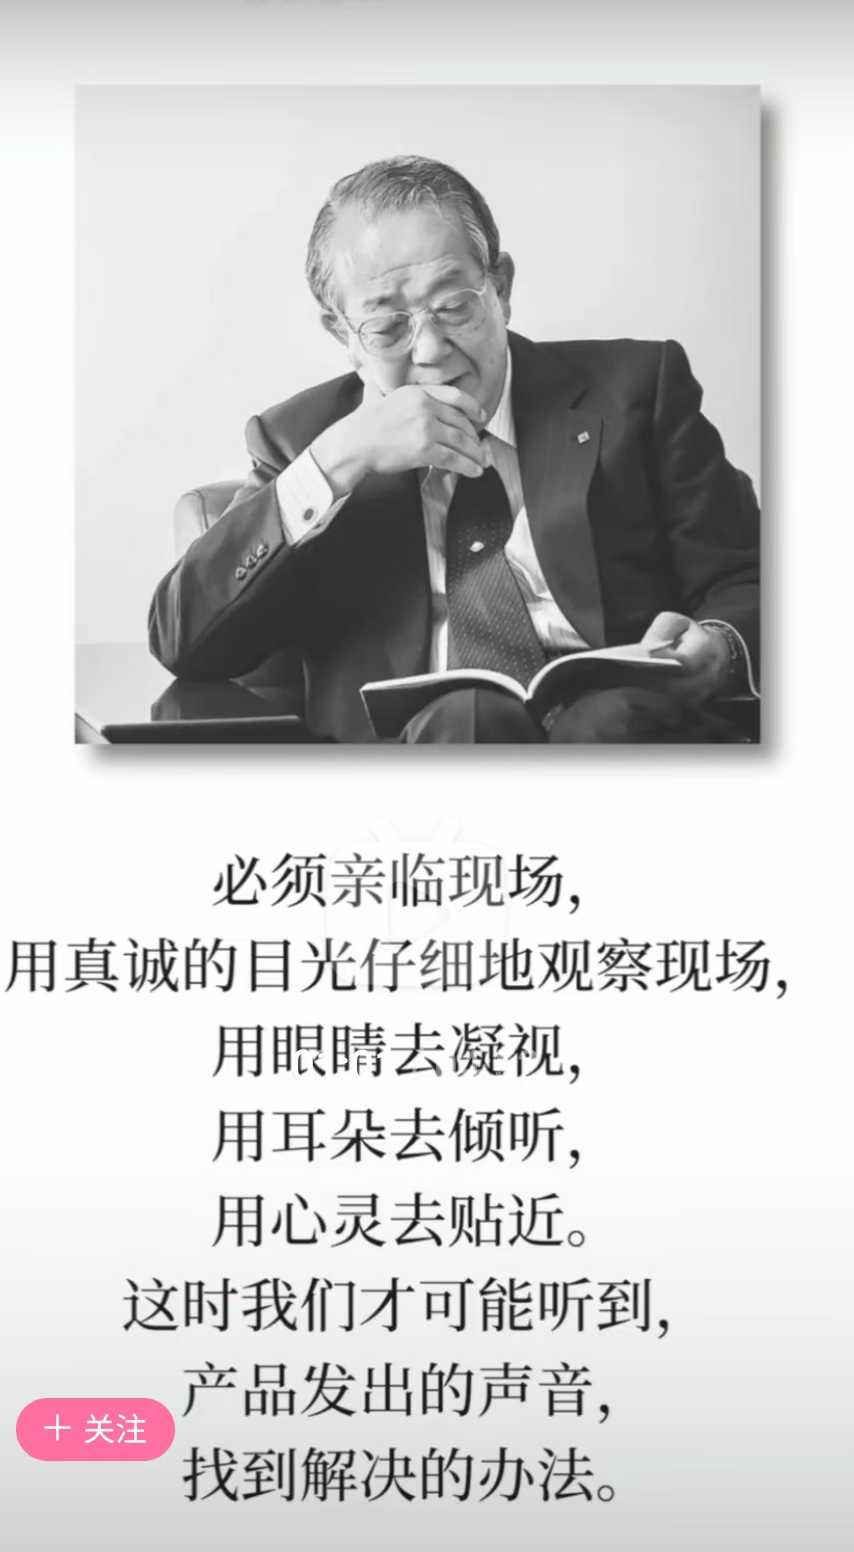 必须亲临现场，
用真诚的目光仔细地观察现场，
用眼睛去凝视，
用耳朵去倾听，
用心灵去贴近。
这时我们才可能听到，
产品发出的声音，
＋ 关注
找到解决的办法。